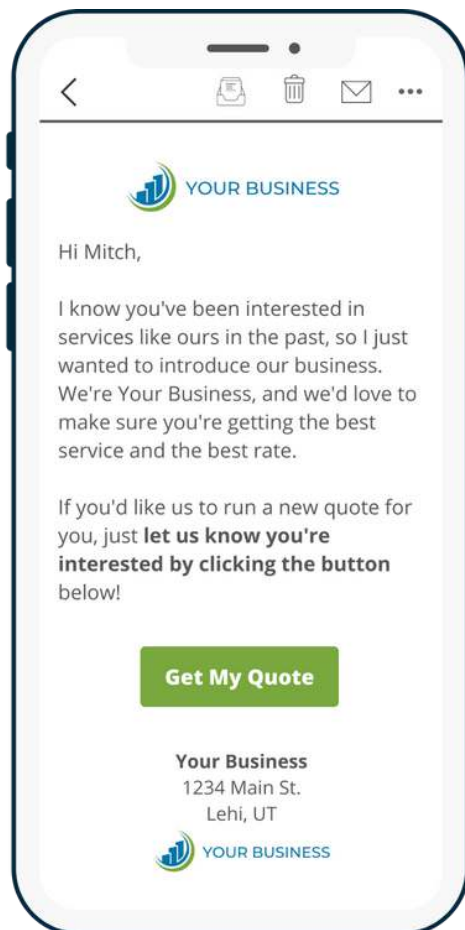 YOUR BUSINESS
Hi Mitch,
I know you've been interested in
services like ours in the past, so I just
wanted to introduce our business.
We're Your Business, and we'd love to
make sure you're getting the best
service and the best rate.
If you'd like us to run a new quote for
you, just let us know you're
interested by clicking the button
below!
Get My Quote
Your Business
1234 Main St.
Lehi, UT
YOUR BUSINESS